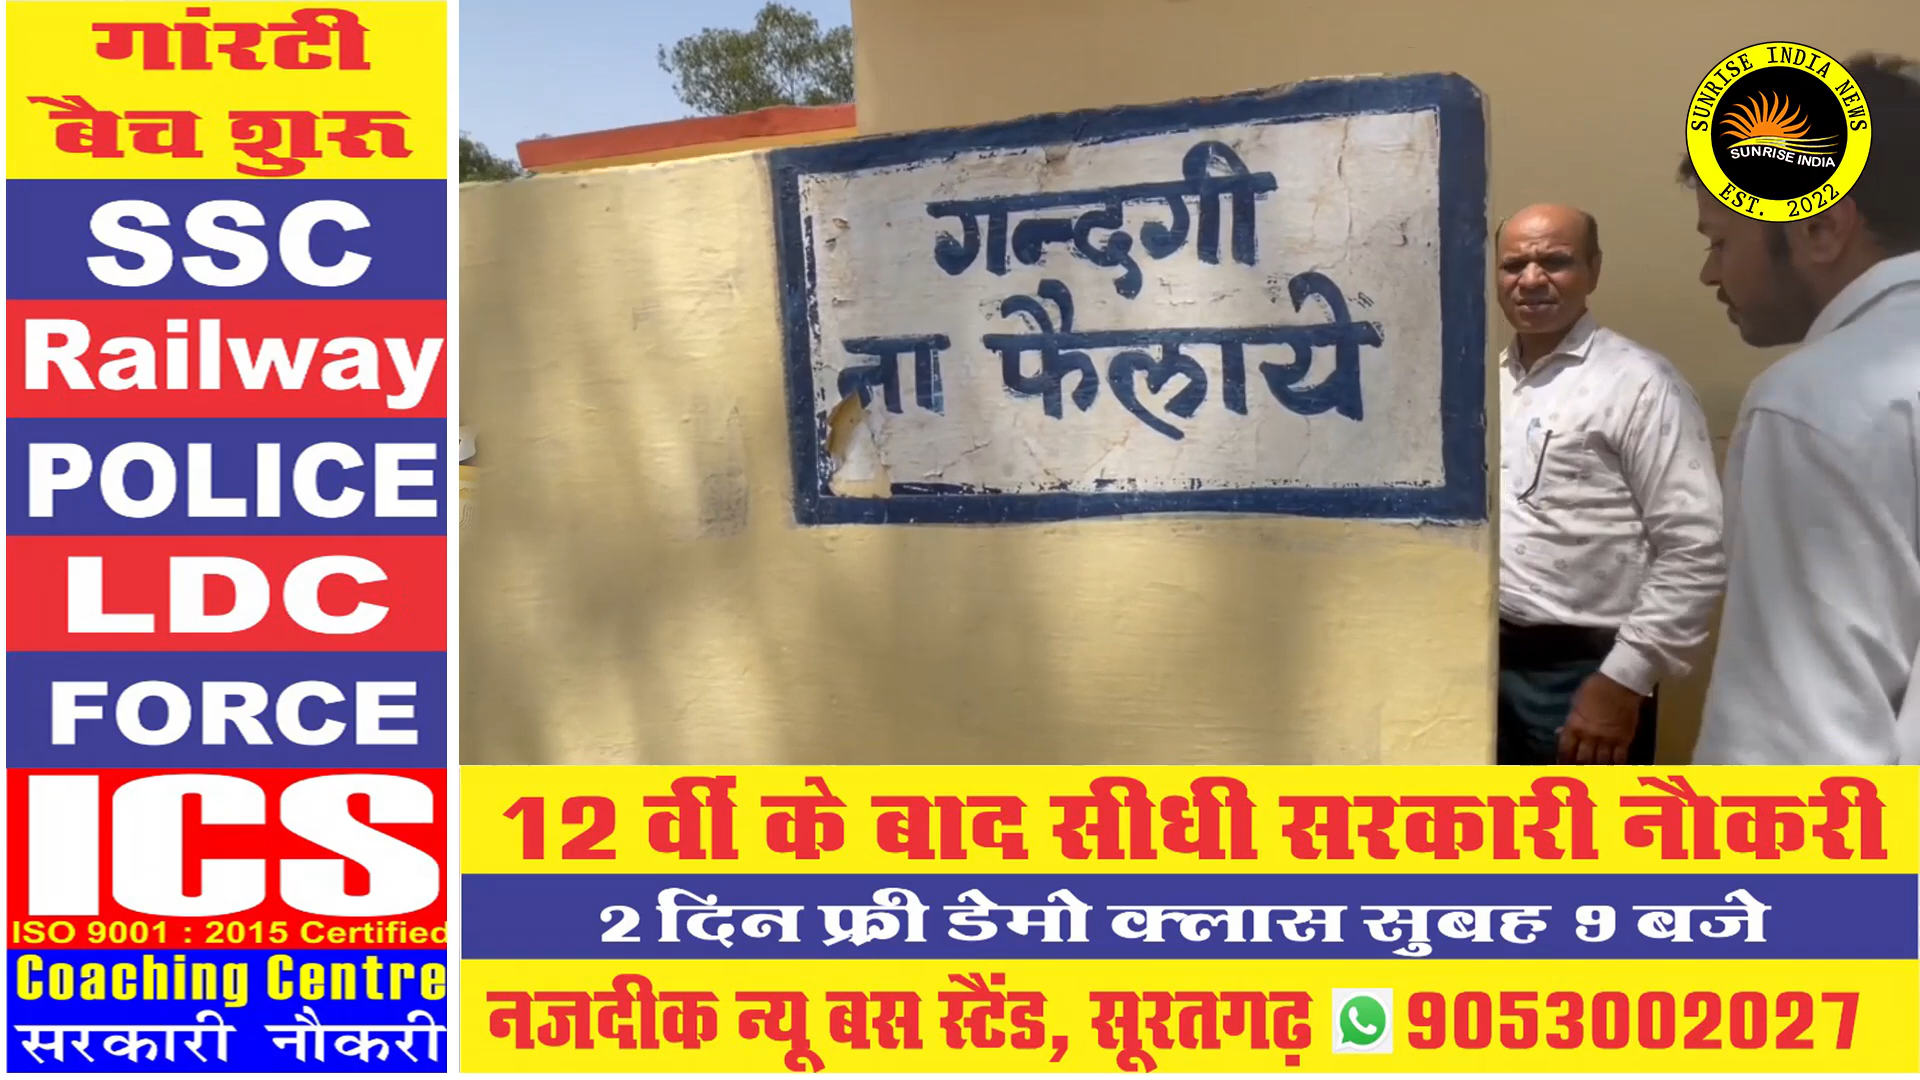 गांरटी
बैच शुरू
SSC
Railway
POLICE
LDC
FORCE
ICS
ISO 9001 : 2015 Certified
Coaching Centre
सरकारी नौकरी
गन्दगी
ना फैलाये
SUNRISE INDIA NEWS
SUNRISE INDIA
EST. 2022
12 वीं के बाद सीधी सरकारी नौकरी
2 दिन फ्री डेमो क्लास सुबह 9 बजे
नजदीक न्यू बस स्टैंड, सूरतगढ़ 9053002027